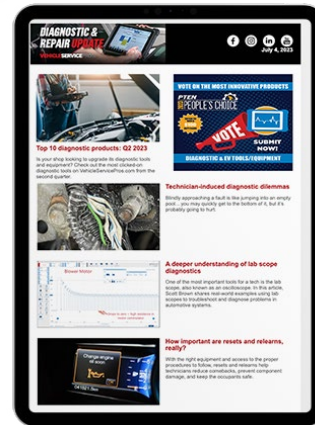 DIAGNOSTIC &
REPAIR UPDATE
VEHICLESERVICE
July 4, 2023
Top 10 diagnostic products: Q2 2023
Is your shop looking to upgrade its diagnostic tools
and equipment? Check out the most clicked-on
diagnostic tools on VehicleServicePros.com from the
second quarter.
VOTE ON THE MOST INNOVATIVE PRODUCTS
PTEN
PEOPLE'S CHOICE
VOTE
SUBMIT
NOW!
DIAGNOSTIC & EV TOOLS/EQUIPMENT
Technician-induced diagnostic dilemmas
Blindly approaching a fault is like jumping into an empty
pool... you may quickly get to the bottom of it, but it's
probably going to hurt.
Blower Motor
A deeper understanding of lab scope
diagnostics
One of the most important tools for a tech is the lab
scope, also known as an oscilloscope. In this article,
Scott Brown shares real-world examples using lab
scopes to troubleshoot and diagnose problems in
automotive systems.
Change engine
oil soon
How important are resets and relearns,
really?
With the right equipment and access to the proper
procedures to follow, resets and relearns help
technicians reduce comebacks, prevent component
damage, and keep the occupants safe.